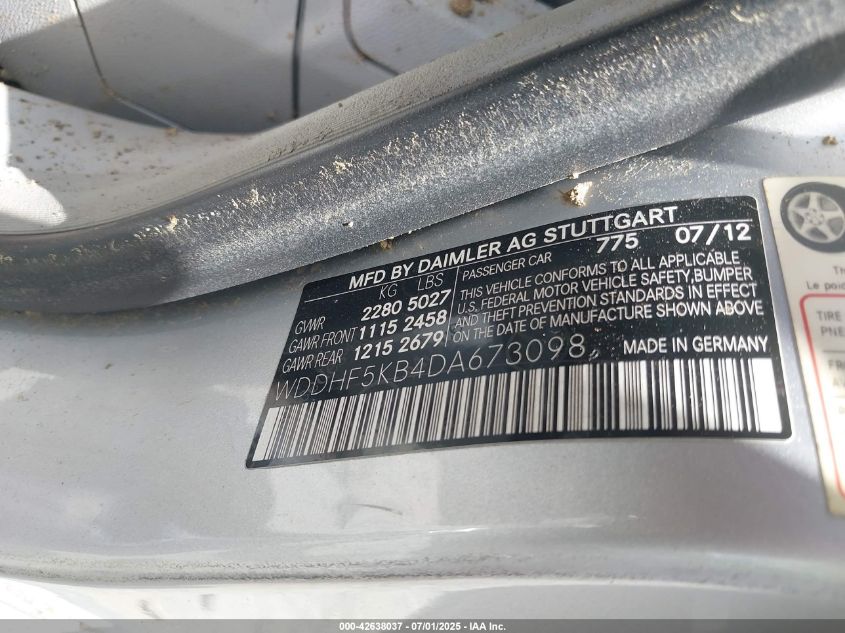 MFD BY DAIMLER AG STUTTGART
KG LBS PASSENGER CAR 775 07/12
GVWR 2280 5027 THIS VEHICLE CONFORMS TO ALL APPLICABLE
GAWR FRONT 1115 2458 U.S. FEDERAL MOTOR VEHICLE SAFETY,BUMPER
GAWR REAR 1215 2679 AND THEFT PREVENTION STANDARDS IN EFFECT
ON THE DATE OF MANUFACTURE SHOWN ABOVE
WDDHF5KB4DA673098 MADE IN GERMANY
Le poid
TIRE
000-42638037 - 07/01/2025 - IAA Inc.